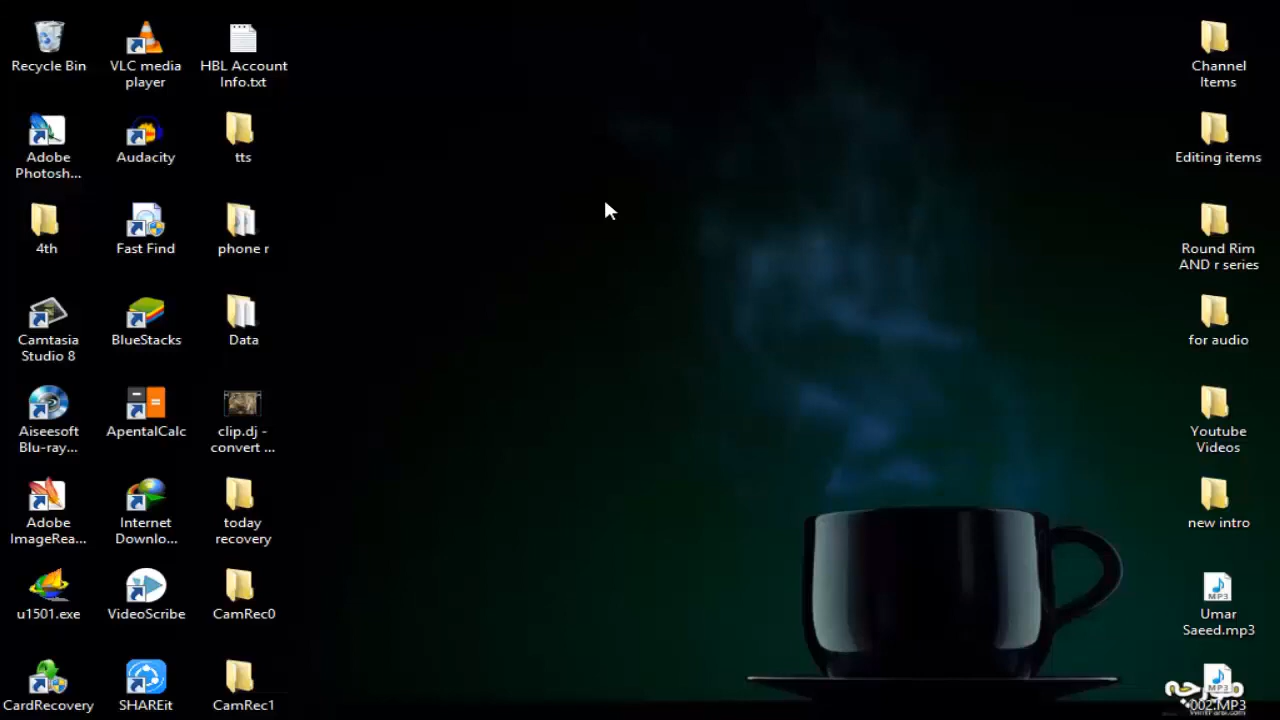 Recycle Bin
VLC media
player
HBL Account
Info.txt
Channel
Items
Adobe
Photosh...
Audacity
tts
Editing items
4th
Fast Find
phone r
Round Rim
AND r series
Camtasia
Studio 8
BlueStacks
Data
for audio
Aiseesoft
Blu-ray...
ApentalCalc
clip.dj -
convert ...
Youtube
Videos
Adobe
ImageRea...
Internet
Downlo...
today
recovery
new intro
u1501.exe
VideoScribe
CamRec0
MP3
Umar
Saeed.mp3
CardRecovery
SHAREit
CamRec1
MP3
002.MP3